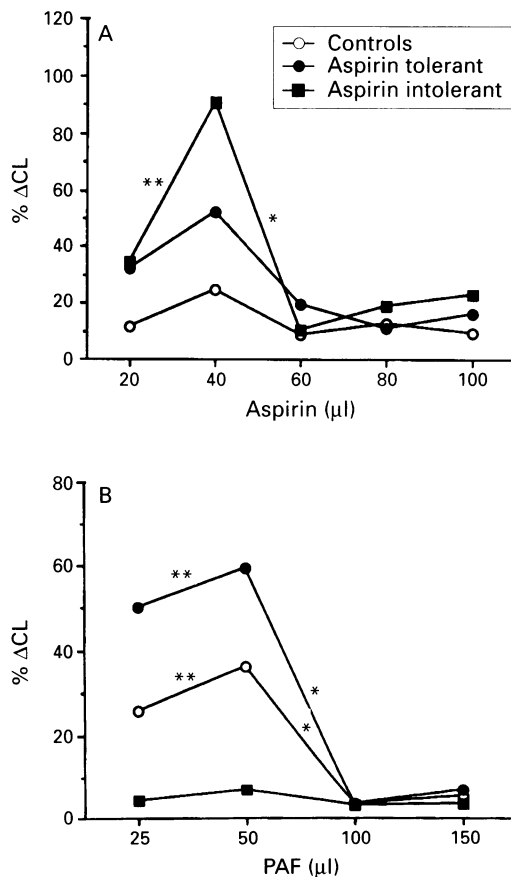 A
Controls
Aspirin tolerant
Aspirin intolerant
120
100
80
60
40
20
0
% ΔCL
**
*
20 40 60 80 100
Aspirin (μl)
B
80
60
40
20
0
% ΔCL
**
**
*
*
25 50 100 150
PAF (μl)